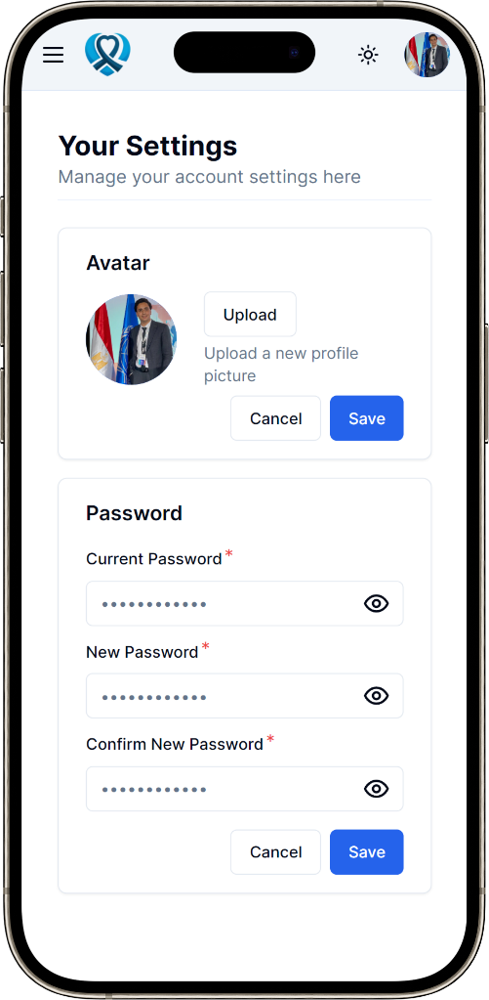 Your Settings
Manage your account settings here
Avatar
Upload
Upload a new profile
picture
Cancel
Save
Password
Current Password *
••••••••••••
New Password *
••••••••••••
Confirm New Password *
••••••••••••
Cancel
Save